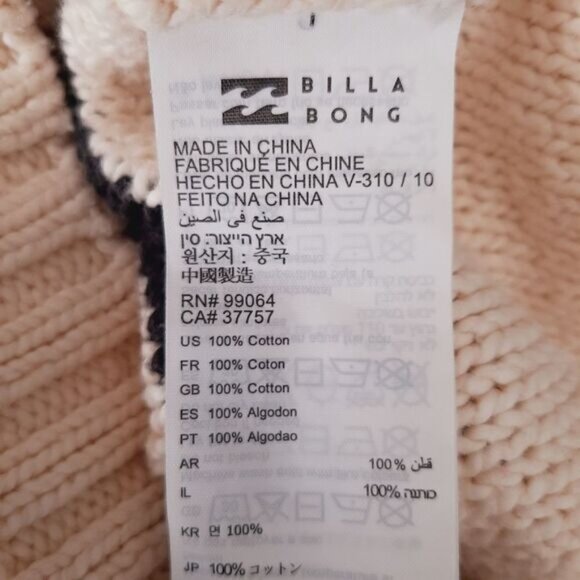 BILLA
BONG
MADE IN CHINA
FABRIQUÉ EN CHINE
HECHO EN CHINA V-310 / 10
FEITO NA CHINA
صنع في الصين
ארץ הייצור: סין
원산지 : 중국
中國製造
RN# 99064
CA# 37757
US 100% Cotton
FR 100% Coton
GB 100% Cotton
ES 100% Algodon
PT 100% Algodao
AR 100% قطن
IL 100% כותנה
KR 면 100%
JP 100% コットン